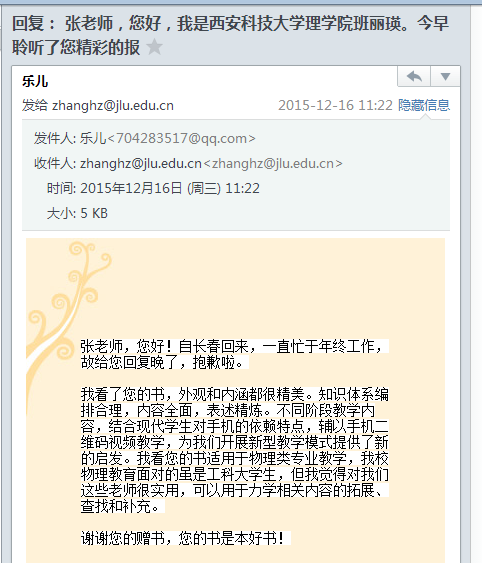 回复： 张老师，您好，我是西安科技大学理学院班丽瑛。今早
聆听了您精彩的报
乐儿
发给 zhanghz@jlu.edu.cn 2015-12-16 11:22 隐藏信息
发件人: 乐儿<704283517@qq.com>
收件人: zhanghz@jlu.edu.cn<zhanghz@jlu.edu.cn>
时间: 2015年12月16日 (周三) 11:22
大小: 5 KB
张老师，您好！自长春回来，一直忙于年终工作，
故给您回复晚了，抱歉啦。
我看了您的书，外观和内涵都很精美。知识体系编
排合理，内容全面，表述精炼。不同阶段教学内
容，结合现代学生对手机的依赖特点，辅以手机二
维码视频教学，为我们开展新型教学模式提供了新
的启发。我看您的书适用于物理类专业教学，我校
物理教育面对的虽是工科大学生，但我觉得对我们
这些老师很实用，可以用于力学相关内容的拓展、
查找和补充。
谢谢您的赠书，您的书是本好书！